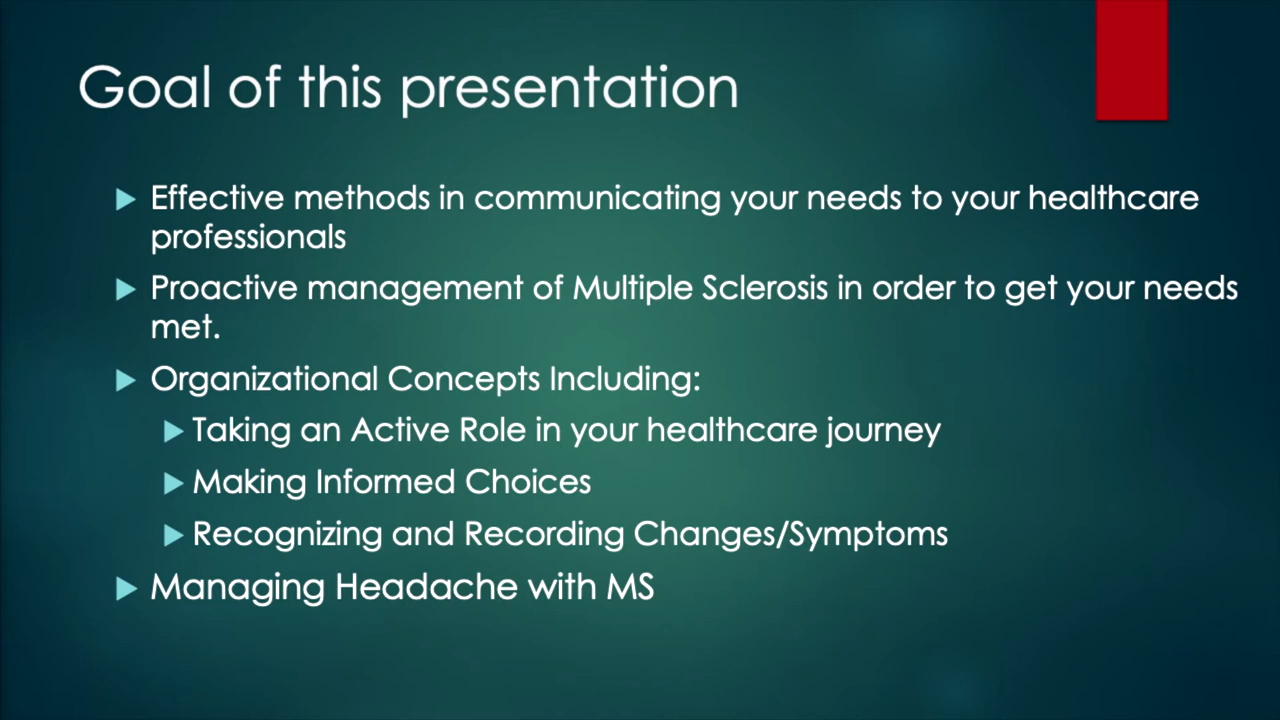 Goal of this presentation
Effective methods in communicating your needs to your healthcare
professionals
Proactive management of Multiple Sclerosis in order to get your needs
met.
Organizational Concepts Including:
Taking an Active Role in your healthcare journey
Making Informed Choices
Recognizing and Recording Changes/Symptoms
Managing Headache with MS